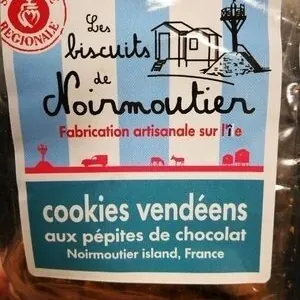 REGIONALE
Les
biscuits
de
Noirmoutier
Fabrication artisanale sur l'île
cookies vendéens
aux pépites de chocolat
Noirmoutier island, France